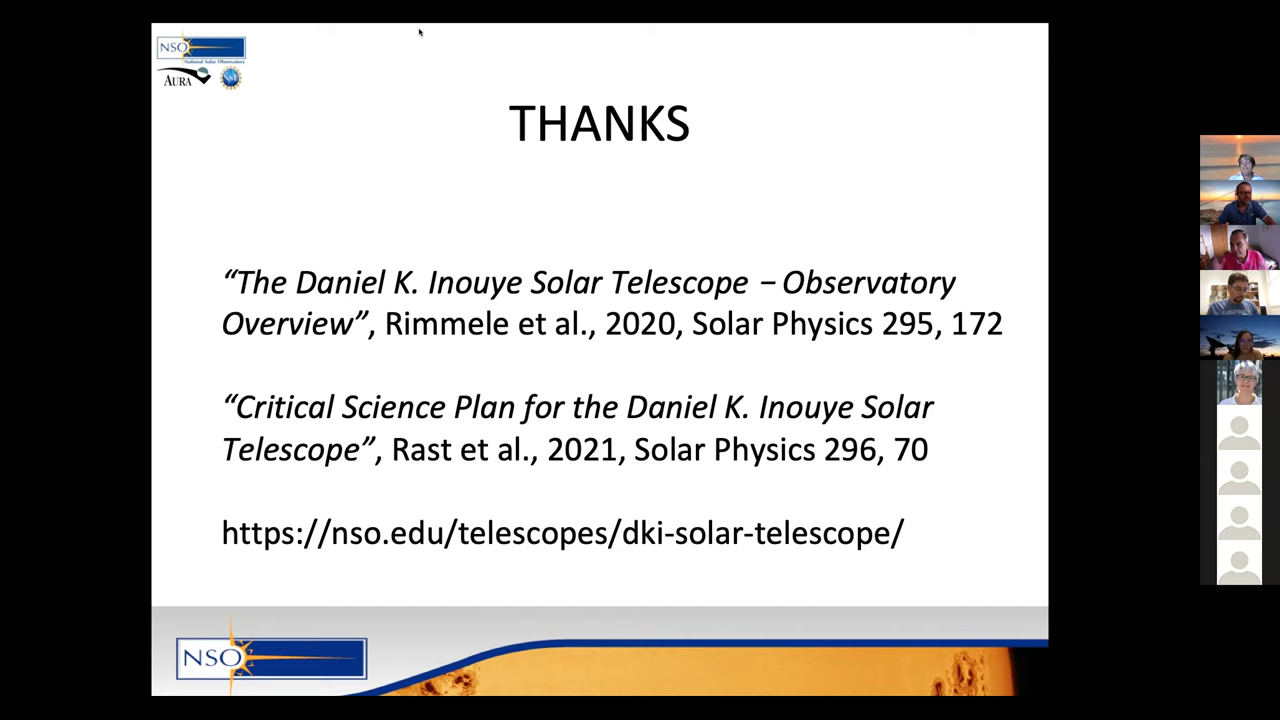 NSO
National Solar Observatory
AURA
NSF
THANKS
“The Daniel K. Inouye Solar Telescope – Observatory
Overview”, Rimmele et al., 2020, Solar Physics 295, 172
“Critical Science Plan for the Daniel K. Inouye Solar
Telescope”, Rast et al., 2021, Solar Physics 296, 70
https://nso.edu/telescopes/dki-solar-telescope/
NSO